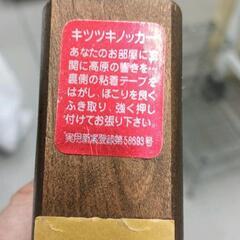 キツツキノッカー
あなたのお部屋に玄
関に高原の響きを…
裏側の粘着テープを
はがし、ほこりを良く
ふき取り、強く押し
付けてお張り下さい。
実用新案登録第58693号